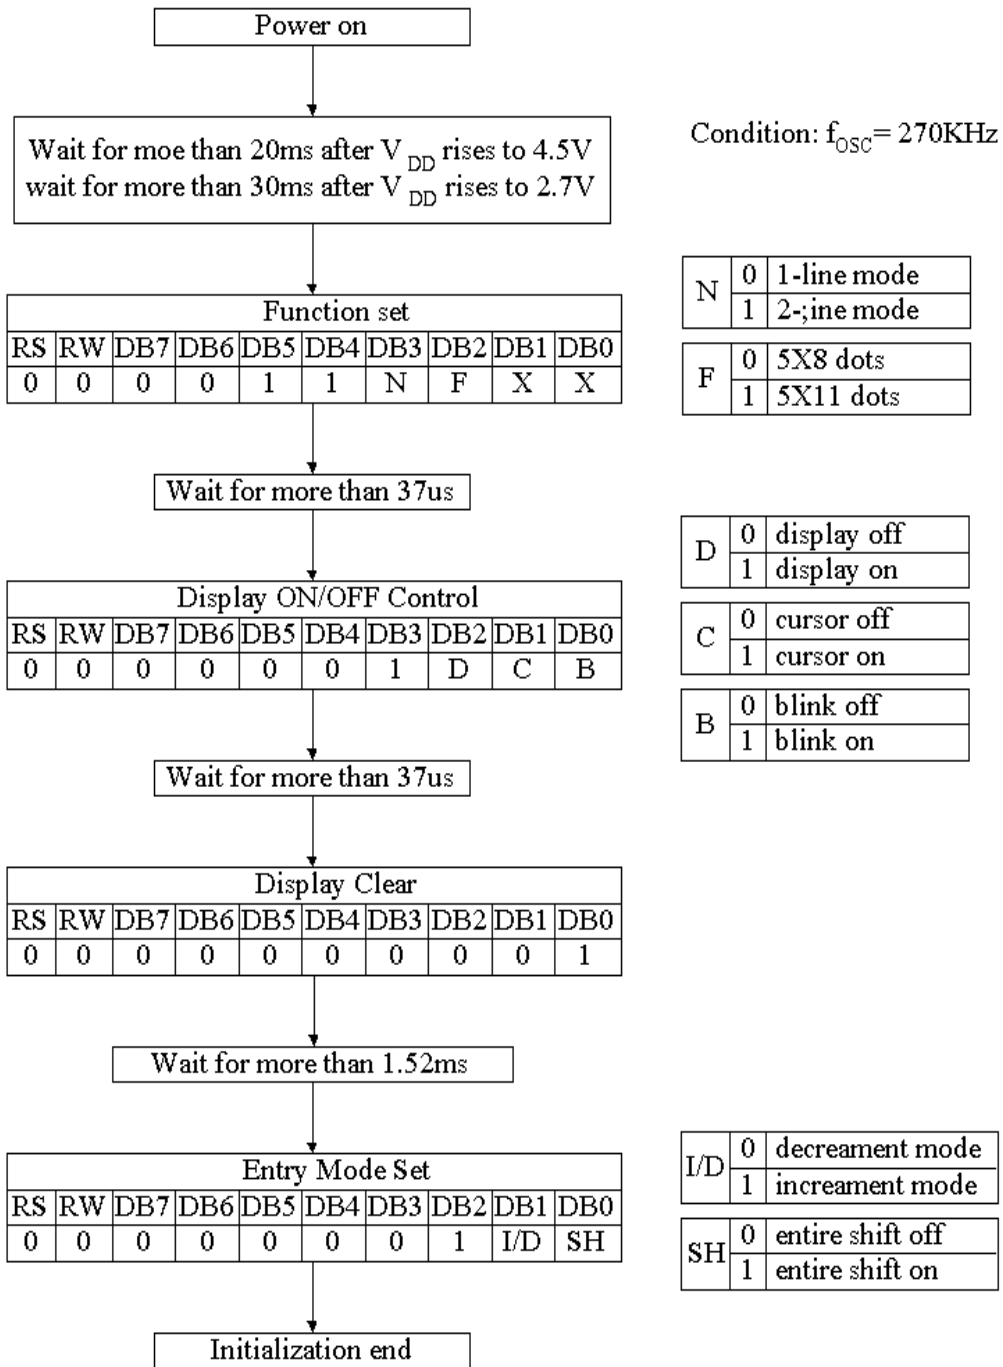 Power on
Wait for moe than 20ms after V DD rises to 4.5V
wait for more than 30ms after V DD rises to 2.7V
Condition: fOSC= 270KHz
Function set
RS RW DB7 DB6 DB5 DB4 DB3 DB2 DB1 DB0
0 0 0 0 1 1 N F X X
N 0 1-line mode
1 2-;ine mode
F 0 5X8 dots
1 5X11 dots
Wait for more than 37us
Display ON/OFF Control
RS RW DB7 DB6 DB5 DB4 DB3 DB2 DB1 DB0
0 0 0 0 0 0 1 D C B
D 0 display off
1 display on
C 0 cursor off
1 cursor on
B 0 blink off
1 blink on
Wait for more than 37us
Display Clear
RS RW DB7 DB6 DB5 DB4 DB3 DB2 DB1 DB0
0 0 0 0 0 0 0 0 0 1
Wait for more than 1.52ms
Entry Mode Set
RS RW DB7 DB6 DB5 DB4 DB3 DB2 DB1 DB0
0 0 0 0 0 0 0 1 I/D SH
I/D 0 decreament mode
1 increament mode
SH 0 entire shift off
1 entire shift on
Initialization end